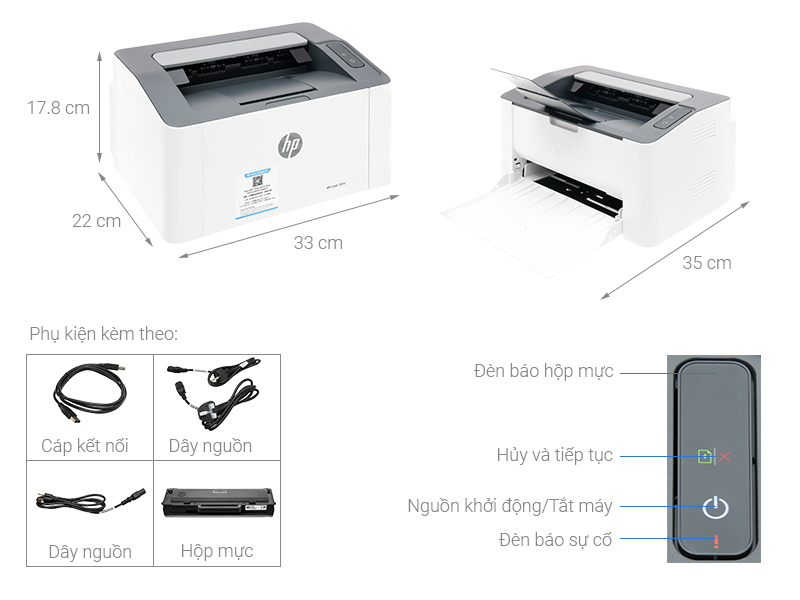 17.8 cm
22 cm
33 cm
35 cm
hp
Phụ kiện kèm theo:
Cáp kết nối
Dây nguồn
Dây nguồn
Hộp mực
Đèn báo hộp mực
Hủy và tiếp tục
Nguồn khởi động/Tắt máy
Đèn báo sự cố